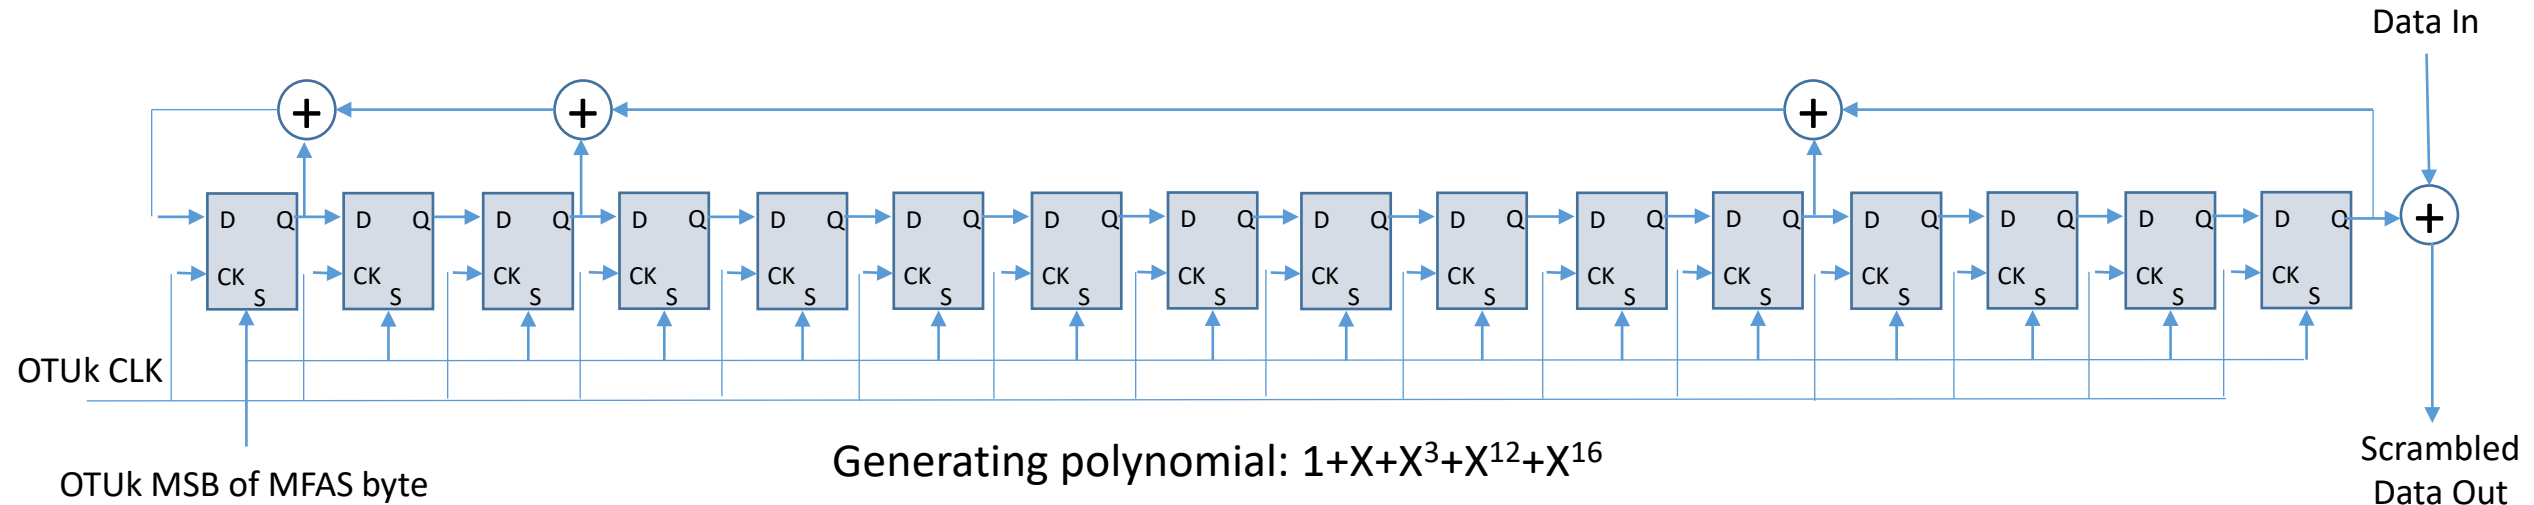 Data In
+ + + +
D Q D Q D Q D Q D Q D Q D Q D Q D Q D Q D Q D Q D Q D Q D Q D Q
CK CK CK CK CK CK CK CK CK CK CK CK CK CK CK CK
S S S S S S S S S S S S S S S S
OTUk CLK
Generating polynomial: 1+X+X³+X¹²+X¹⁶
OTUk MSB of MFAS byte
Scrambled
Data Out